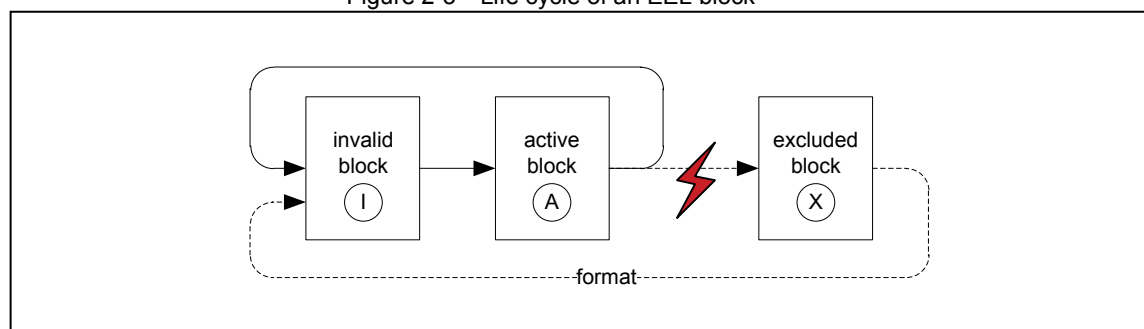 Figure 2-3 Life cycle of an EEL block
invalid
block
I
active
block
A
excluded
block
X
format